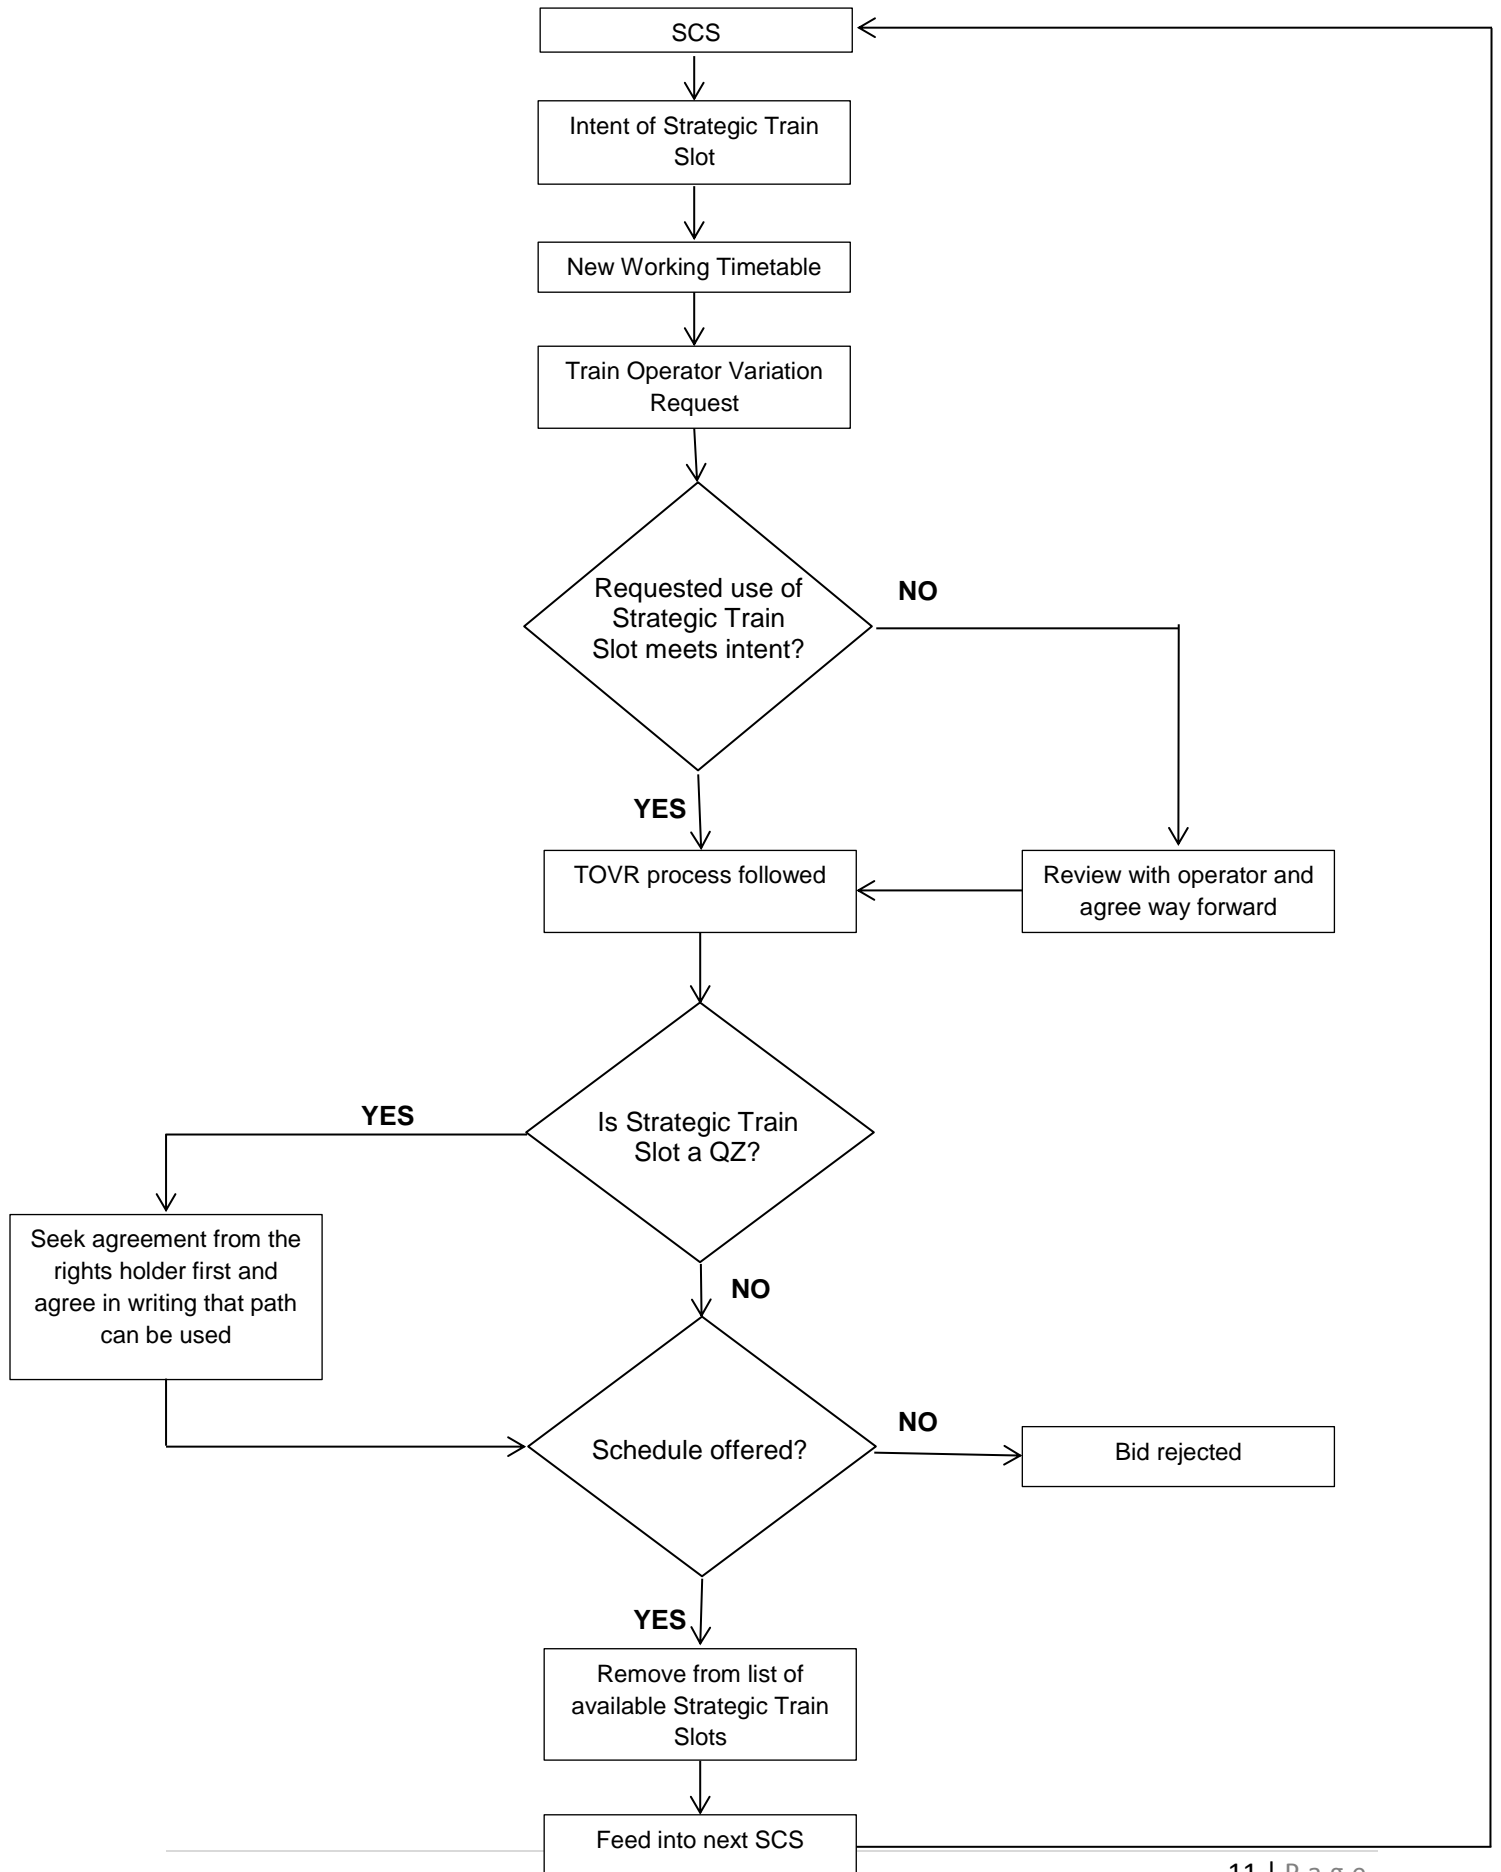 SCS
Intent of Strategic Train
Slot
New Working Timetable
Train Operator Variation
Request
Requested use of
Strategic Train
Slot meets intent?
NO
YES
TOVR process followed
Review with operator and
agree way forward
YES
Is Strategic Train
Slot a QZ?
Seek agreement from the
rights holder first and
agree in writing that path
can be used
NO
Schedule offered?
NO
Bid rejected
YES
Remove from list of
available Strategic Train
Slots
Feed into next SCS
11 | Page